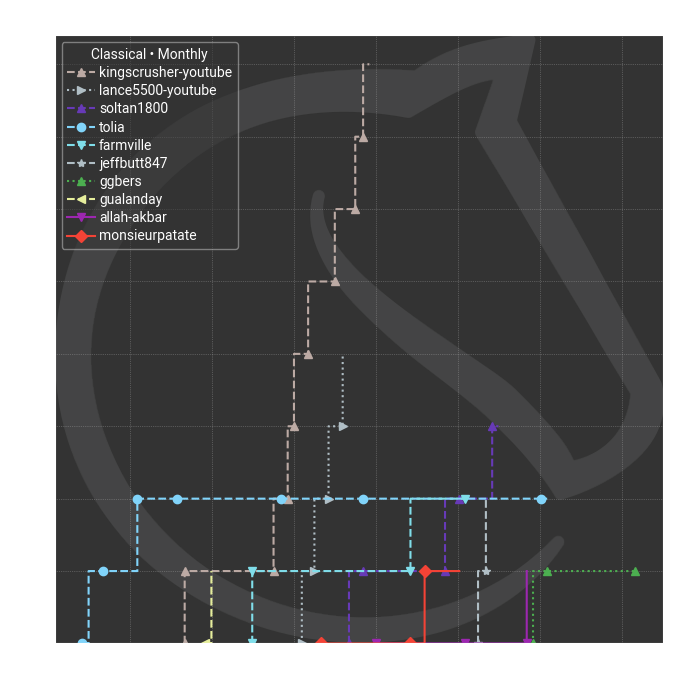 Classical • Monthly
kingscrusher-youtube
lance5500-youtube
soltan1800
tolia
farmville
jeffbutt847
ggbers
gualanday
allah-akbar
monsieurpatate